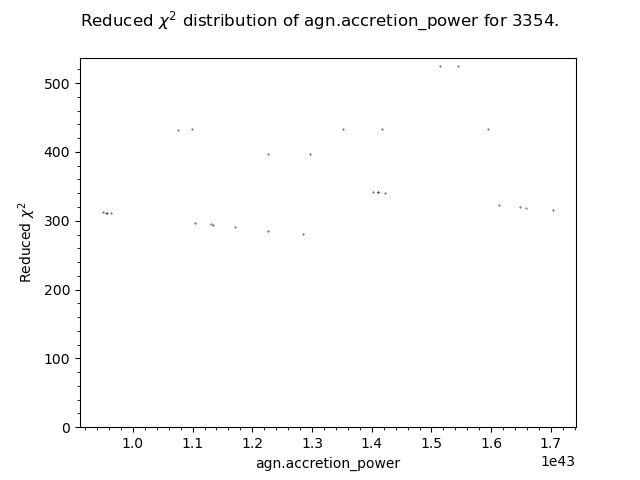 Reduced χ² distribution of agn.accretion_power for 3354.
500
400
300
200
100
0
Reduced χ²
1.0 1.1 1.2 1.3 1.4 1.5 1.6 1.7
1e43
agn.accretion_power